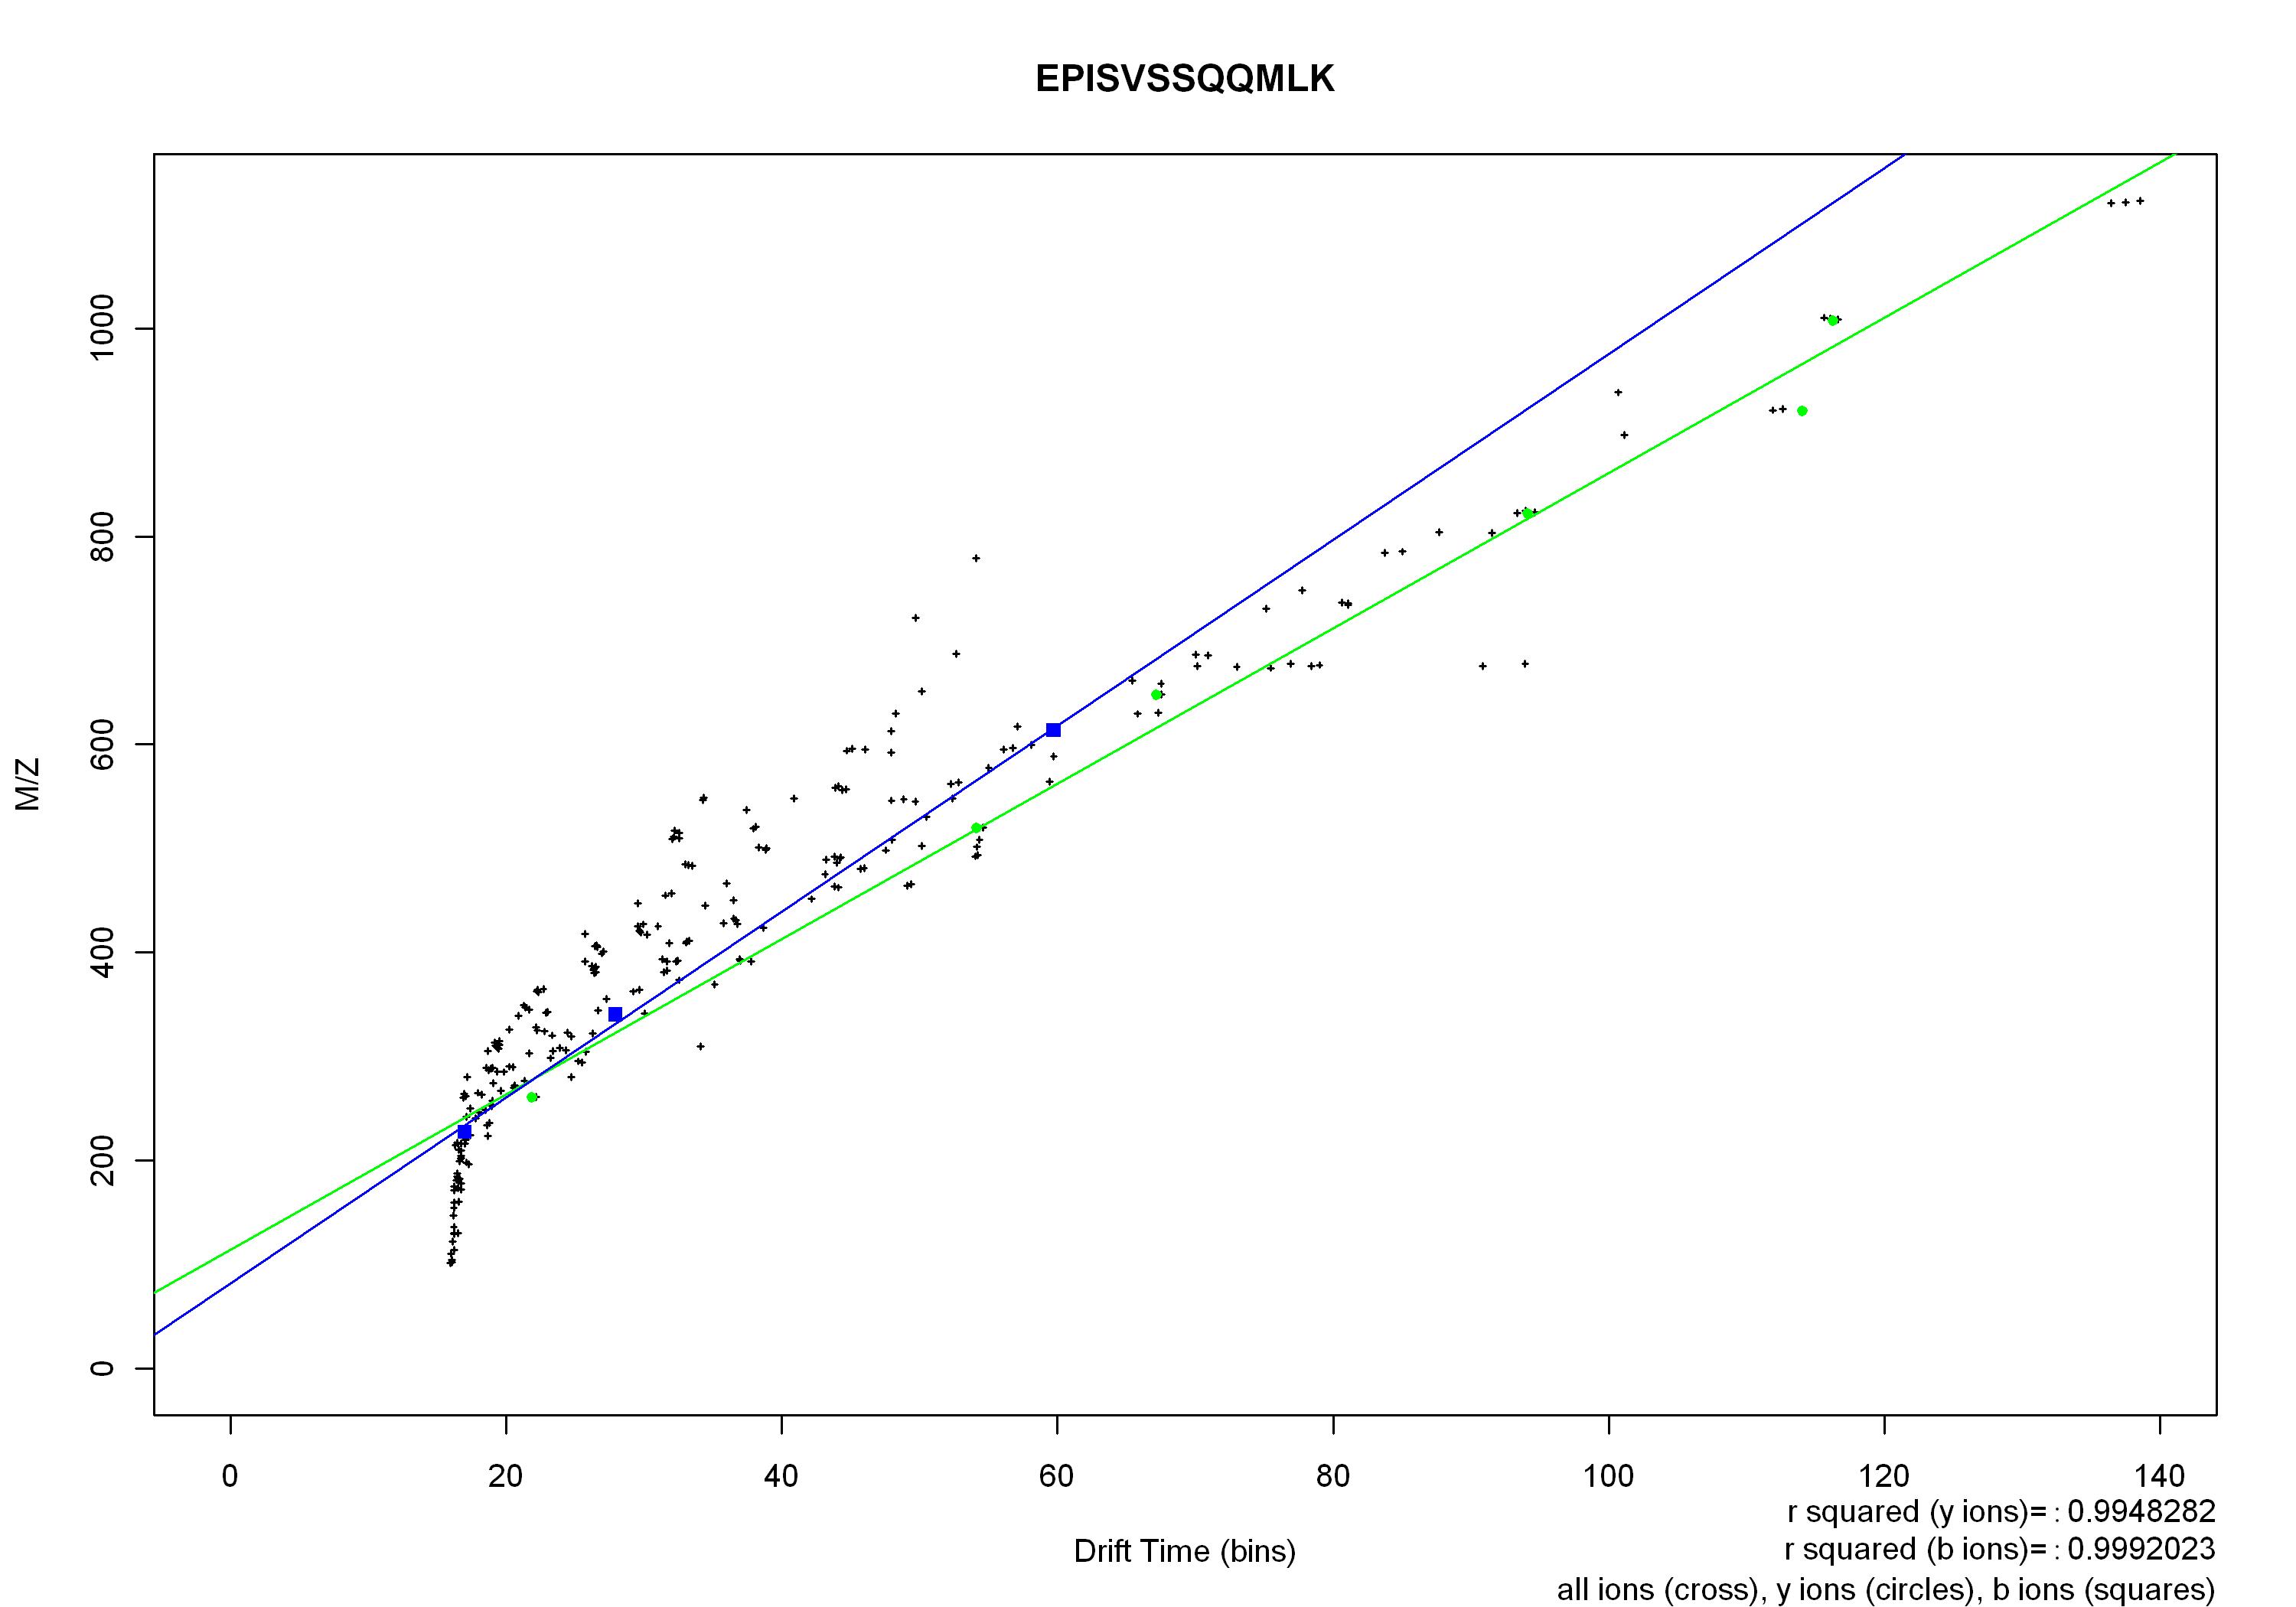 EPISVSSQQMLK
M/Z
1000
800
600
400
200
0
0 20 40 60 80 100 120 140
Drift Time (bins)
r squared (y ions)= : 0.9948282
r squared (b ions)= : 0.9992023
all ions (cross), y ions (circles), b ions (squares)